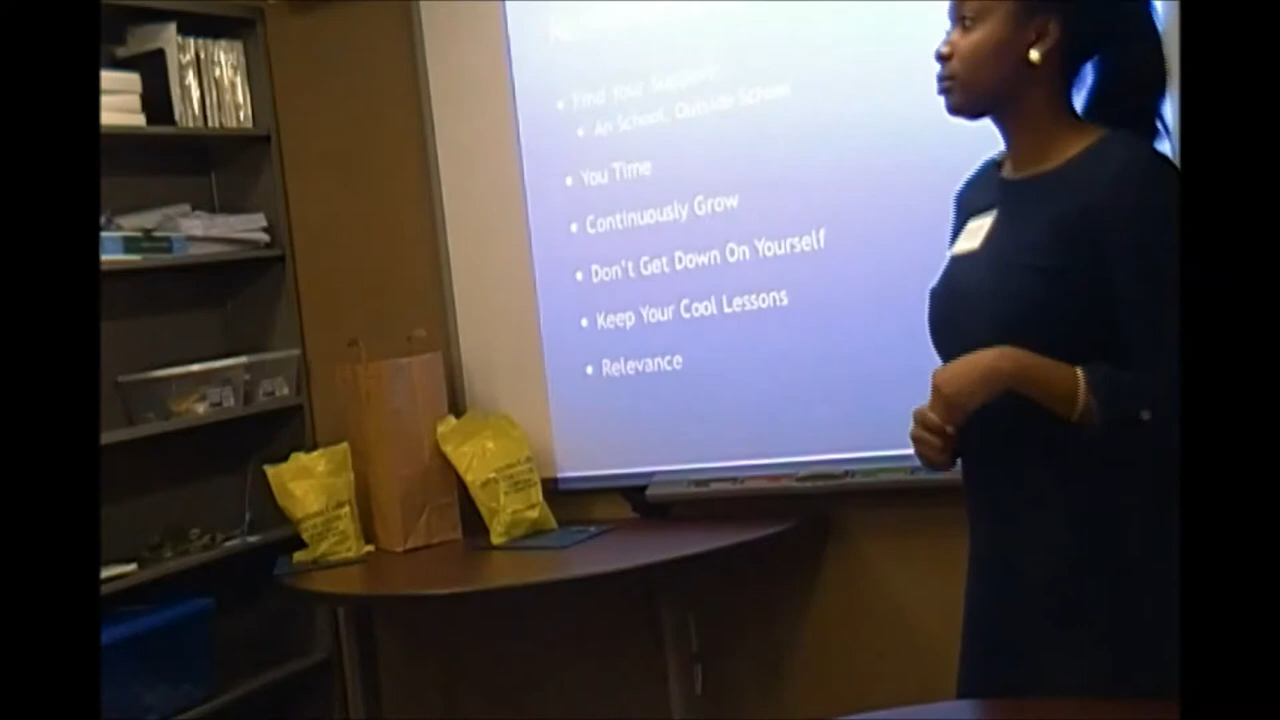 • Find Your Support
• An School, Outside School
• You Time
• Continuously Grow
• Don't Get Down On Yourself
• Keep Your Cool Lessons
• Relevance